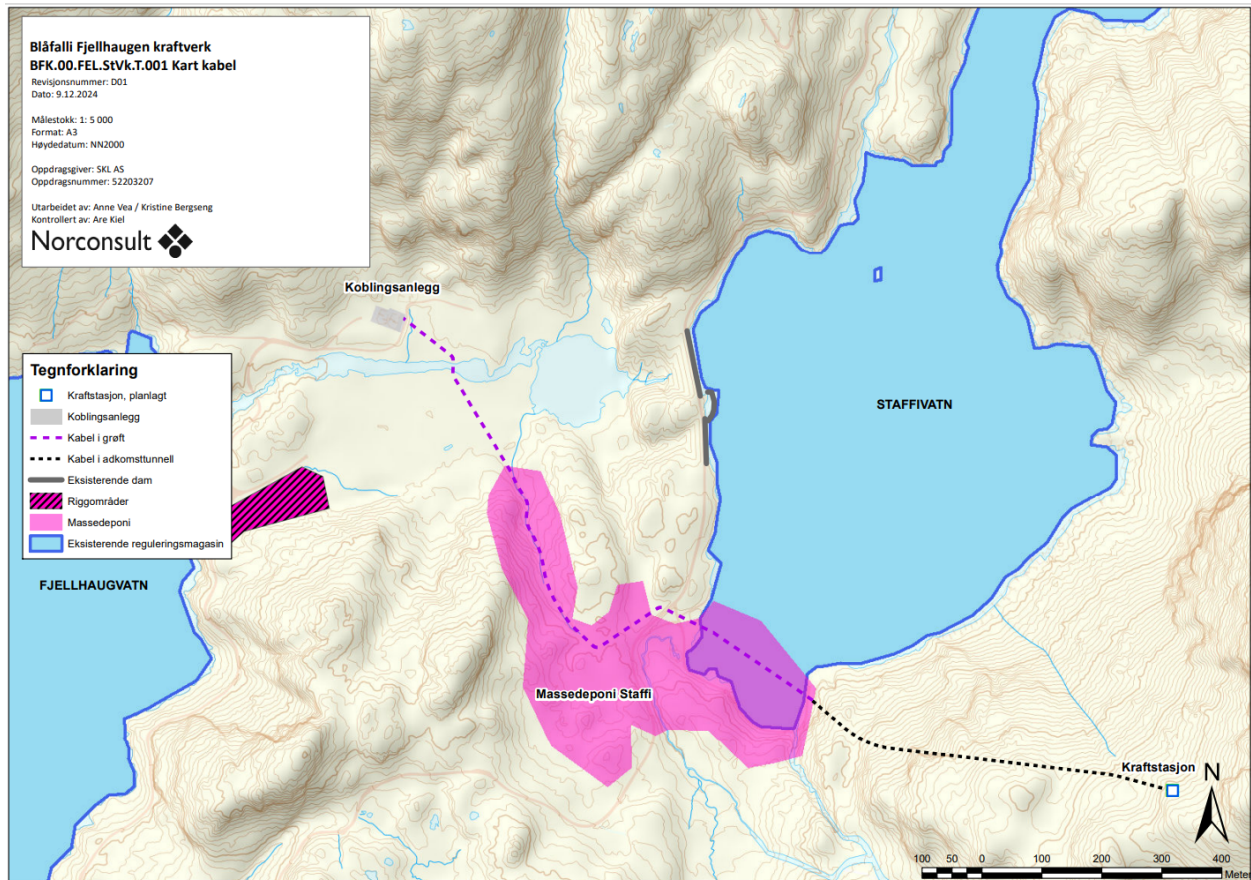 Blåfalli Fjellhaugen kraftverk
BFK.00.FEL.StVk.T.001 Kart kabel
Revisjonsnummer: D01
Dato: 9.12.2024
Målestokk: 1: 5 000
Format: A3
Høydedatum: NN2000
Oppdragsgiver: SKL AS
Oppdragsnummer: 52203207
Utarbeidet av: Anne Vea / Kristine Bergseng
Kontrollert av: Are Kiel
Norconsult
Koblingsanlegg
Tegnforklaring
Kraftstasjon, planlagt
Koblingsanlegg
Kabel i grøft
Kabel i adkomsttunnell
Eksisterende dam
Riggområder
Massedeponi
Eksisterende reguleringsmagasin
STAFFIVATN
FJELLHAUGVATN
Massedeponi Staffi
Kraftstasjon
N
100 50 0 100 200 300 400
Meter